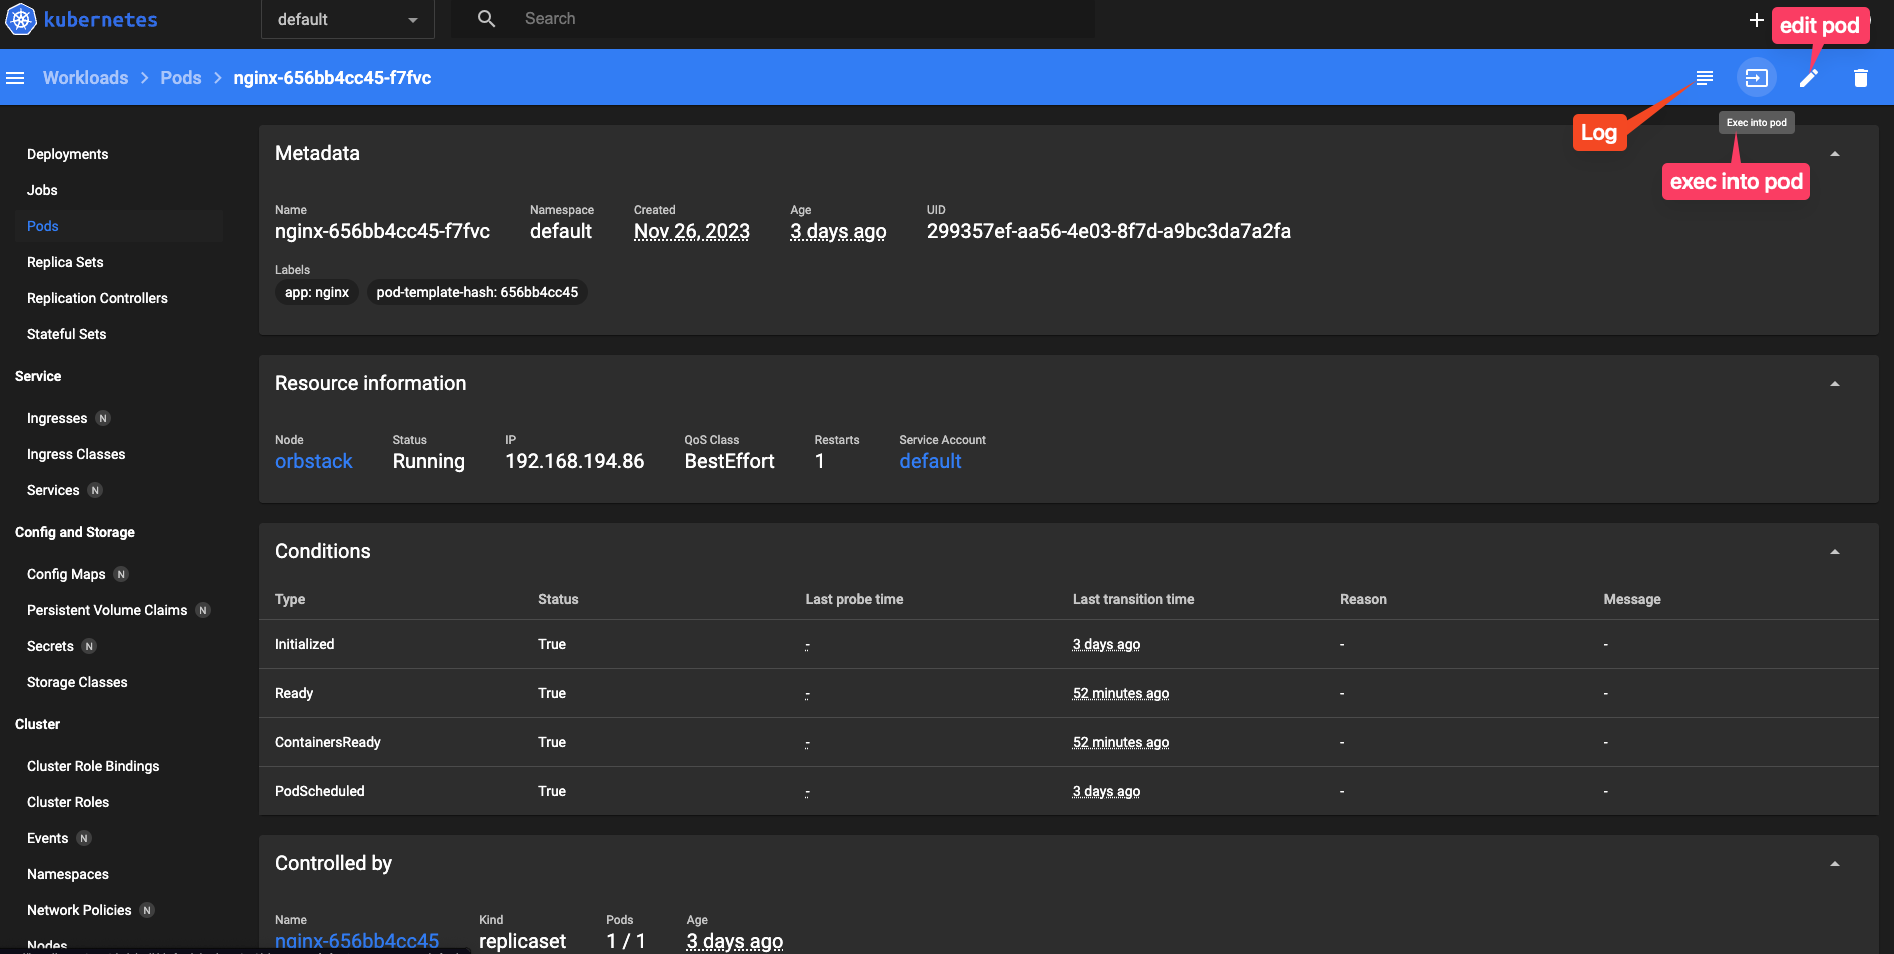 kubernetes
default
Search
edit pod
Workloads > Pods > nginx-656bb4cc45-f7fvc
Log
Exec into pod
exec into pod
Deployments
Jobs
Pods
Replica Sets
Replication Controllers
Stateful Sets
Service
Ingresses N
Ingress Classes
Services N
Config and Storage
Config Maps N
Persistent Volume Claims N
Secrets N
Storage Classes
Cluster
Cluster Role Bindings
Cluster Roles
Events N
Namespaces
Network Policies N
Nodes
Metadata
Name Namespace Created Age UID
nginx-656bb4cc45-f7fvc default Nov 26, 2023 3 days ago 299357ef-aa56-4e03-8f7d-a9bc3da7a2fa
Labels
app: nginx pod-template-hash: 656bb4cc45
Resource information
Node Status IP QoS Class Restarts Service Account
orbstack Running 192.168.194.86 BestEffort 1 default
Conditions
Type Status Last probe time Last transition time Reason Message
Initialized True - 3 days ago - -
Ready True - 52 minutes ago - -
ContainersReady True - 52 minutes ago - -
PodScheduled True - 3 days ago - -
Controlled by
Name Kind Pods Age
nginx-656bb4cc45 replicaset 1 / 1 3 days ago